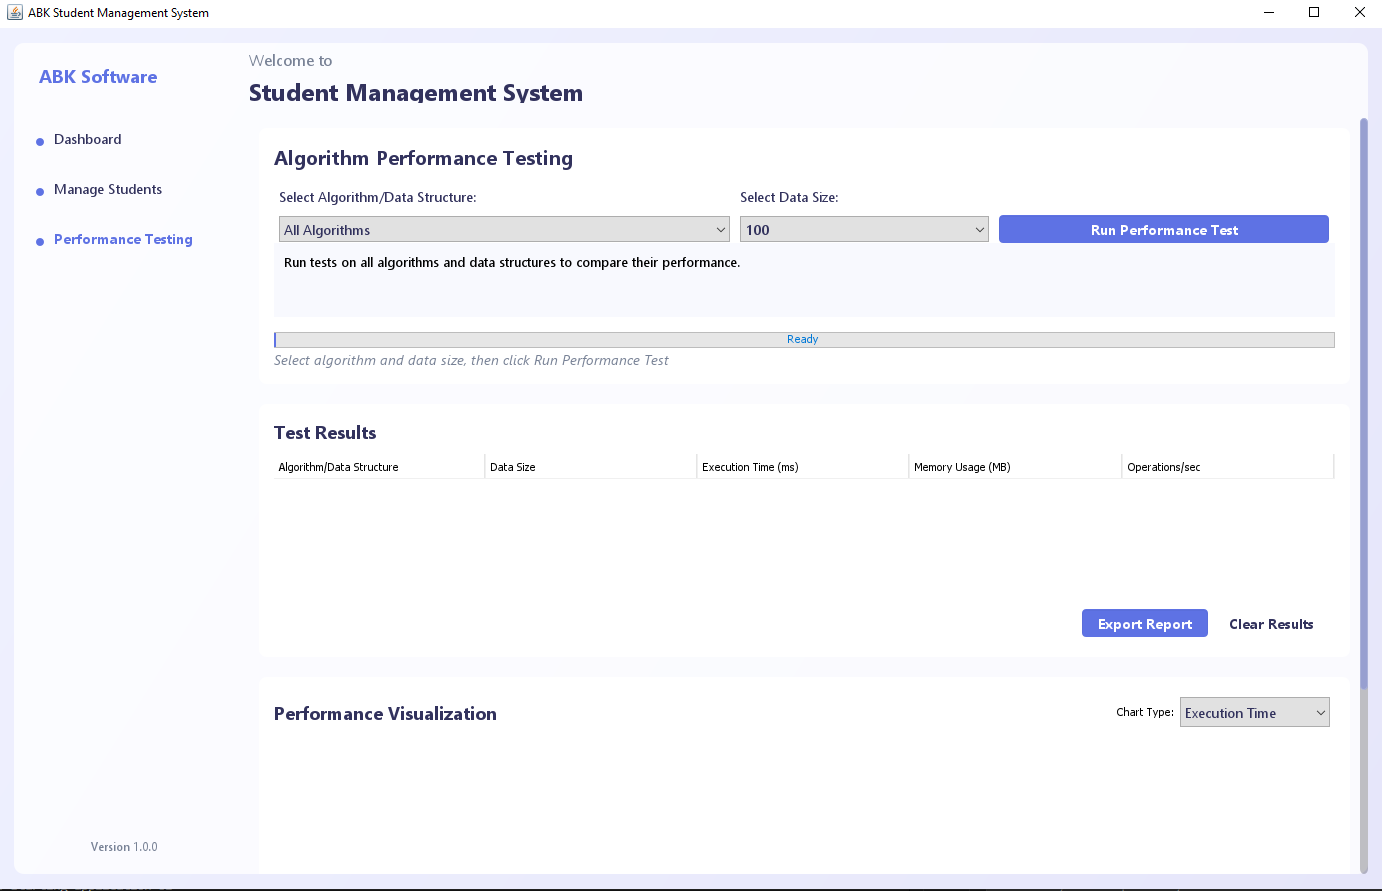 ABK Student Management System
ABK Software
Dashboard
Manage Students
Performance Testing
Version 1.0.0
Welcome to
Student Management System
Algorithm Performance Testing
Select Algorithm/Data Structure: Select Data Size:
All Algorithms 100 Run Performance Test
Run tests on all algorithms and data structures to compare their performance.
Ready
Select algorithm and data size, then click Run Performance Test
Test Results
Algorithm/Data Structure Data Size Execution Time (ms) Memory Usage (MB) Operations/sec
Export Report Clear Results
Performance Visualization Chart Type: Execution Time